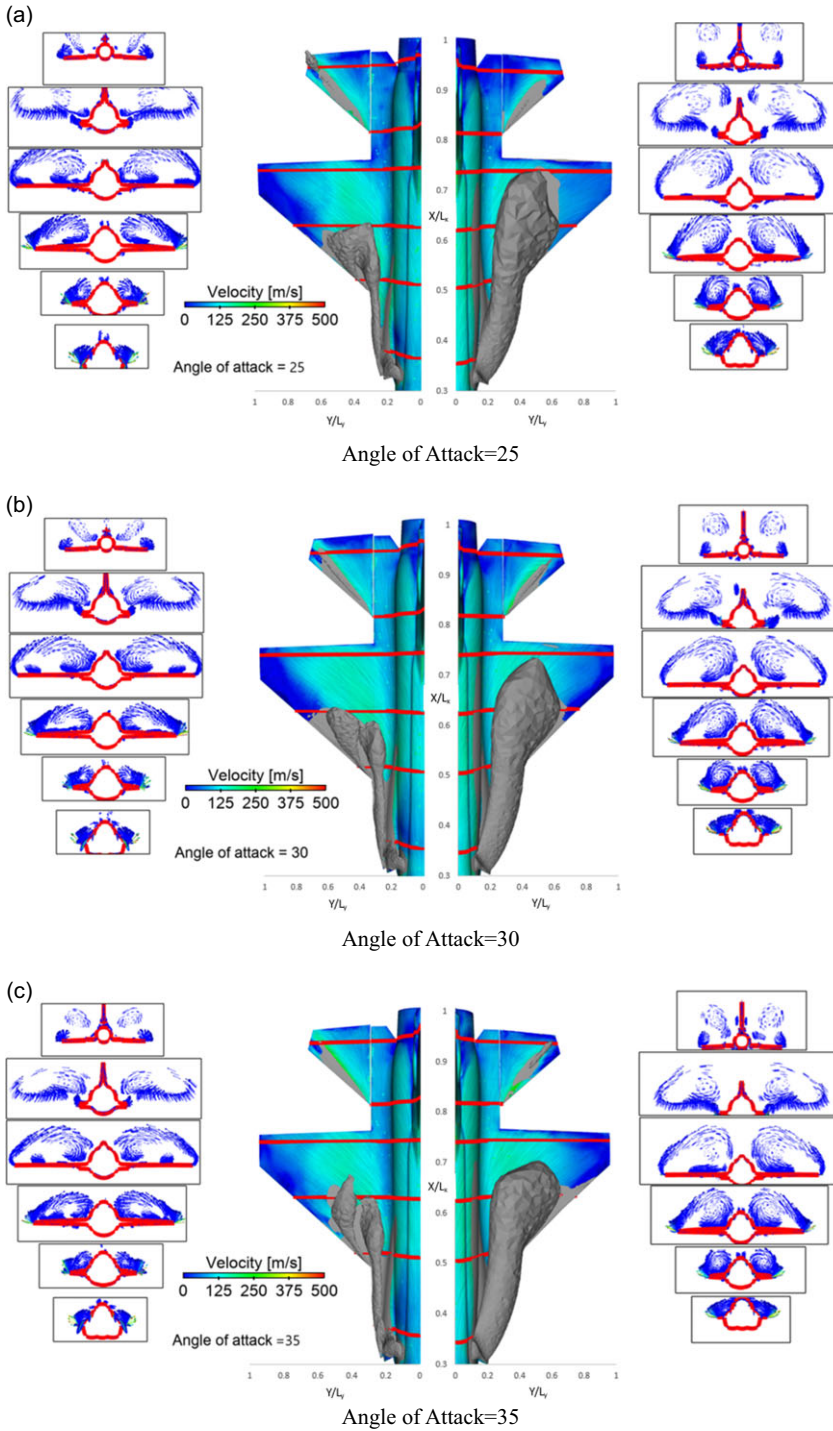 (a)
1
0.9
0.8
0.7
X/Lₓ
0.6
0.5
0.4
0.3
Velocity [m/s]
0 125 250 375 500
Angle of attack = 25
1 0.8 0.6 0.4 0.2 0
0 0.2 0.4 0.6 0.8 1
Y/Lᵧ
Y/Lᵧ
Angle of Attack=25
(b)
1
0.9
0.8
0.7
X/Lₓ
0.6
0.5
0.4
0.3
Velocity [m/s]
0 125 250 375 500
Angle of attack = 30
1 0.8 0.6 0.4 0.2 0
0 0.2 0.4 0.6 0.8 1
Y/Lᵧ
Y/Lᵧ
Angle of Attack=30
(c)
1
0.9
0.8
0.7
X/Lₓ
0.6
0.5
0.4
0.3
Velocity [m/s]
0 125 250 375 500
Angle of attack =35
1 0.8 0.6 0.4 0.2 0
0 0.2 0.4 0.6 0.8 1
Y/Lᵧ
Y/Lᵧ
Angle of Attack=35